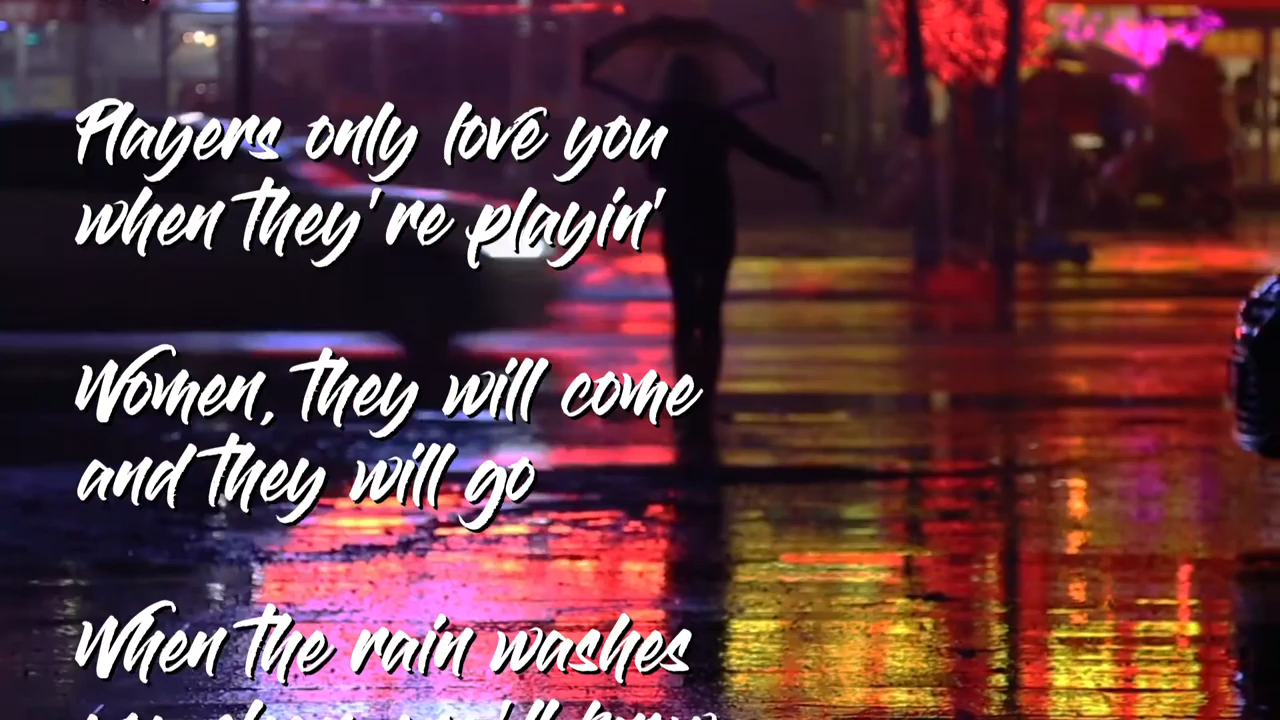 Players only love you
when they're playin'
Women, they will come
and they will go
When the rain washes